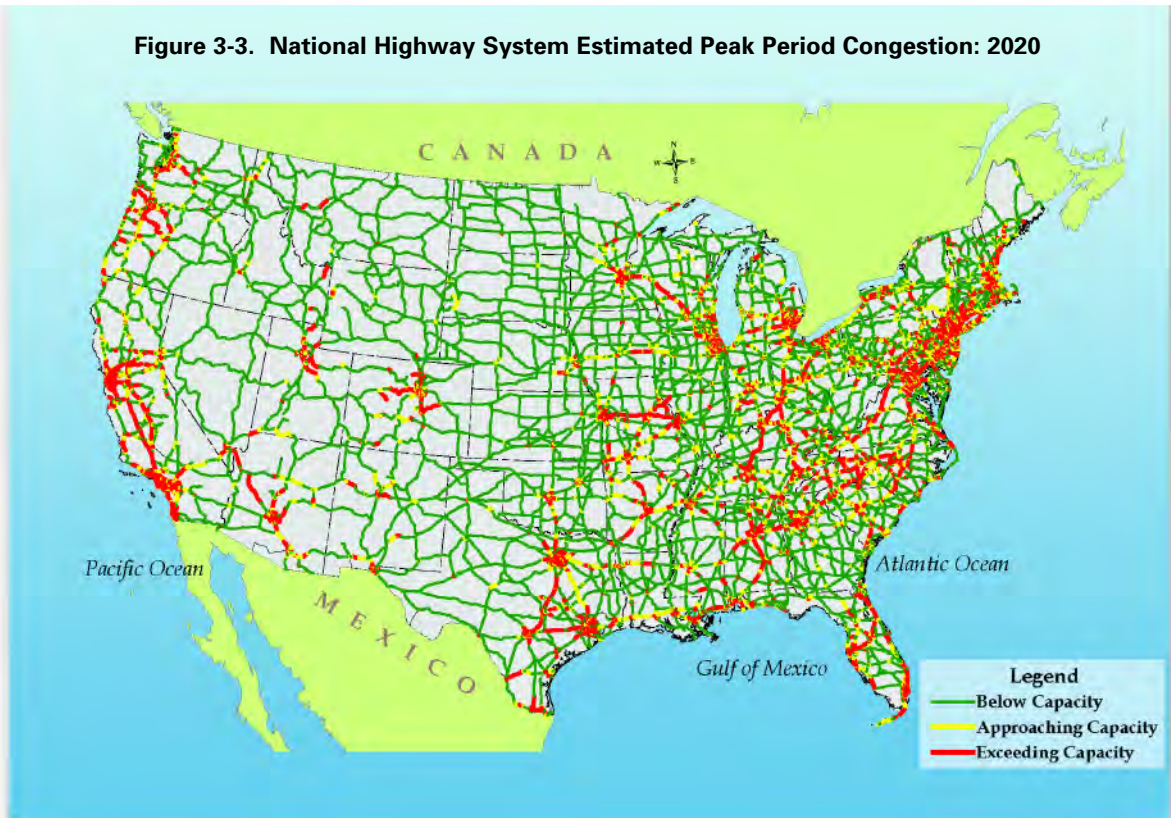 Figure 3-3. National Highway System Estimated Peak Period Congestion: 2020
CANADA
N
W E
S
Pacific Ocean
Atlantic Ocean
MEXICO
Gulf of Mexico
Legend
Below Capacity
Approaching Capacity
Exceeding Capacity